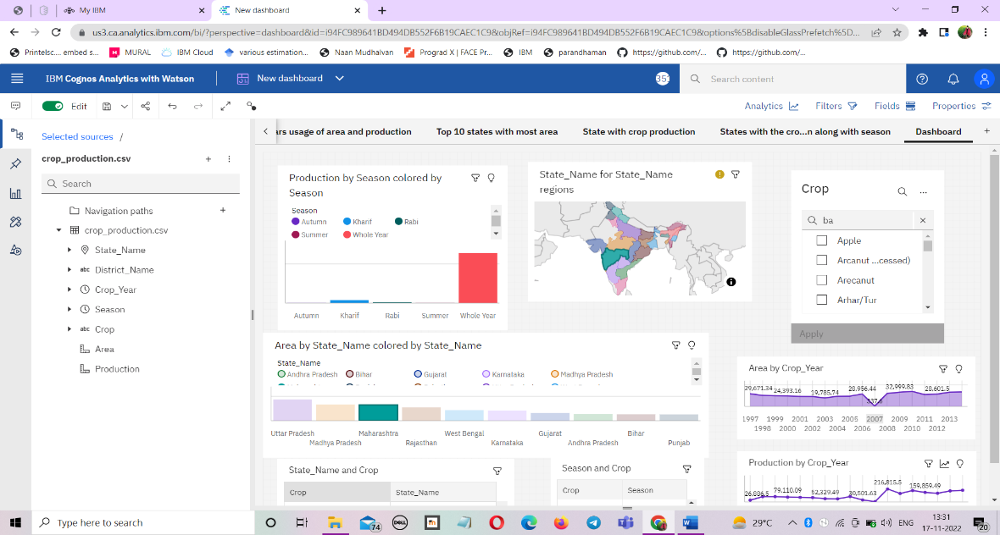 My IBM
New dashboard
us3.ca.analytics.ibm.com/bi/?perspective=dashboard&id=i94FC989641BD494DB552F6B19CAEC1C9&objRef=i94FC989641BD494DB552F6B19CAEC1C9&options%5BdisableGlassPrefetch%5D...
Printelsc.... embed s...
MURAL
IBM Cloud
various estimation...
Naan Mudhalvan
Prograd X | FACE Pr...
IBM
parandhaman
https://github.com/...
https://github.com/...
IBM Cognos Analytics with Watson
New dashboard
Search content
Edit
Analytics
Filters
Fields
Properties
Selected sources /
ars usage of area and production
Top 10 states with most area
State with crop production
States with the cro...n along with season
Dashboard
crop_production.csv
Search
Navigation paths
crop_production.csv
State_Name
abc District_Name
Crop_Year
Season
abc Crop
Area
Production
Production by Season colored by
Season
Season
Autumn Kharif Rabi
Summer Whole Year
Autumn Kharif Rabi Summer Whole Year
State_Name for State_Name
regions
Crop
ba
Apple
Arcanut ...cessed)
Arecanut
Arhar/Tur
Apply
Area by State_Name colored by State_Name
State_Name
Andhra Pradesh Bihar Gujarat Karnataka Madhya Pradesh
Uttar Pradesh Maharashtra West Bengal Gujarat Bihar
Madhya Pradesh Rajasthan Karnataka Andhra Pradesh Punjab
Area by Crop_Year
29,671.34 24,393.16 19,785.74 28,956.44 337.6 32,999.83 28,601.5
1997 1999 2001 2003 2005 2007 2009 2011 2013
1998 2000 2002 2004 2006 2008 2010 2012
State_Name and Crop
Crop State_Name
Season and Crop
Crop Season
Production by Crop_Year
26,886.5 79,110.09 62,329.49 30,501.63 216,815.5 159,859.49
Type here to search
74
DELL
29°C
ENG
13:31
17-11-2022
20